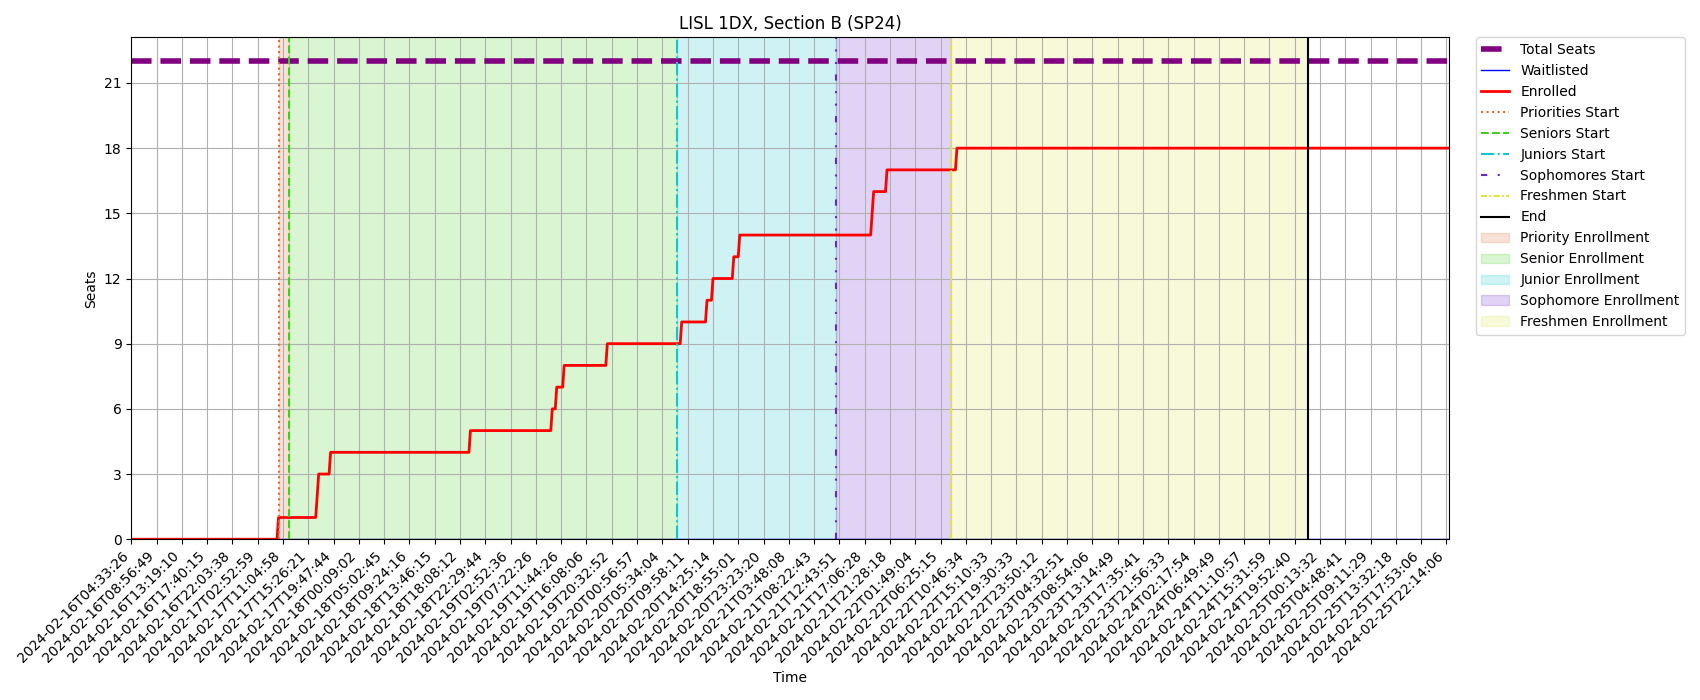 LISL 1DX, Section B (SP24)
Total Seats
Waitlisted
Enrolled
Priorities Start
Seniors Start
Juniors Start
Sophomores Start
Freshmen Start
End
Priority Enrollment
Senior Enrollment
Junior Enrollment
Sophomore Enrollment
Freshmen Enrollment
Seats
21
18
15
12
9
6
3
0
2024-02-16T04:33:26
2024-02-16T08:56:49
2024-02-16T13:19:10
2024-02-16T17:40:15
2024-02-16T22:03:38
2024-02-17T02:52:59
2024-02-17T11:04:58
2024-02-17T15:26:21
2024-02-17T19:47:44
2024-02-18T00:09:02
2024-02-18T05:02:45
2024-02-18T09:24:16
2024-02-18T13:46:15
2024-02-18T18:08:12
2024-02-18T22:29:44
2024-02-19T02:52:36
2024-02-19T07:22:26
2024-02-19T11:44:26
2024-02-19T16:08:06
2024-02-19T20:32:52
2024-02-20T00:56:57
2024-02-20T05:34:04
2024-02-20T09:58:11
2024-02-20T14:25:14
2024-02-20T18:55:01
2024-02-20T23:23:20
2024-02-21T03:48:08
2024-02-21T08:22:43
2024-02-21T12:43:51
2024-02-21T17:06:28
2024-02-21T21:28:18
2024-02-22T01:49:04
2024-02-22T06:25:15
2024-02-22T10:46:34
2024-02-22T15:10:33
2024-02-22T19:30:33
2024-02-22T23:50:12
2024-02-23T04:32:51
2024-02-23T08:54:06
2024-02-23T13:14:49
2024-02-23T17:35:41
2024-02-23T21:56:33
2024-02-24T02:17:54
2024-02-24T06:49:49
2024-02-24T11:10:57
2024-02-24T15:31:59
2024-02-24T19:52:40
2024-02-25T00:13:32
2024-02-25T04:48:41
2024-02-25T09:11:29
2024-02-25T13:32:18
2024-02-25T17:53:06
2024-02-25T22:14:06
Time